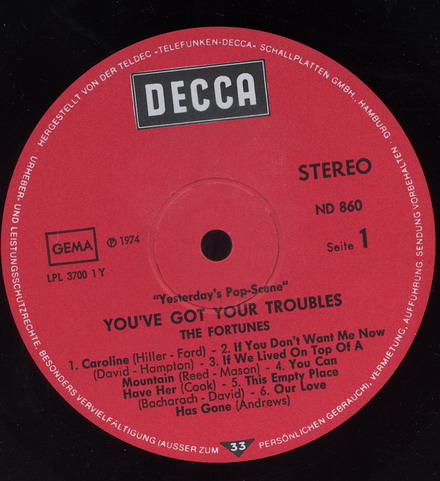 HERGESTELLT VON DER TELDEC »TELEFUNKEN-DECCA« SCHALLPLATTEN GMBH., HAMBURG
URHEBER- UND LEISTUNGSSCHUTZRECHTE, BESONDERS VERVIELFÄLTIGUNG (AUSSER ZUM PERSÖNLICHEN GEBRAUCH), VERMIETUNG, AUFFÜHRUNG, SENDUNG VORBEHALTEN.
DECCA
STEREO
ND 860
GEMA
℗ 1974
Seite 1
LPL 3700 1 Y
"Yesterday's Pop-Scene"
YOU'VE GOT YOUR TROUBLES
THE FORTUNES
1. Caroline (Hiller - Ford) - 2. If You Don't Want Me Now
(David - Hampton) - 3. If We Lived On Top Of A
Mountain (Reed - Mason) - 4. You Can
Have Her (Cook) - 5. This Empty Place
(Bacharach - David) - 6. Our Love
Has Gone (Andrews)
33